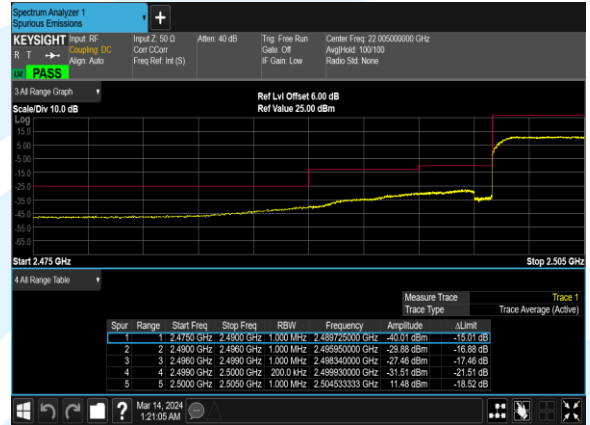 Spectrum Analyzer 1
Spurious Emissions
KEYSIGHT Input: RF Input Z: 50 Ω Atten: 40 dB Trig: Free Run Center Freq: 22.005000000 GHz
R T Coupling: DC Corr CCorr Gate: Off Avg|Hold: 100/100
Align: Auto Freq Ref: Int (S) IF Gain: Low Radio Std: None
PASS
3 All Range Graph
Ref Lvl Offset 6.00 dB
Scale/Div 10.0 dB Ref Value 25.00 dBm
Log
15.0
5.00
-5.00
-15.0
-25.0
-35.0
-45.0
-55.0
-65.0
Start 2.475 GHz Stop 2.505 GHz
4 All Range Table
Measure Trace Trace 1
Trace Type Trace Average (Active)
Spur Range Start Freq Stop Freq RBW Frequency Amplitude ΔLimit
1 1 2.4750 GHz 2.4900 GHz 1.000 MHz 2.489725000 GHz -40.01 dBm -15.01 dB
2 2 2.4900 GHz 2.4960 GHz 1.000 MHz 2.495950000 GHz -29.88 dBm -16.88 dB
3 3 2.4960 GHz 2.4990 GHz 1.000 MHz 2.498340000 GHz -27.46 dBm -17.46 dB
4 4 2.4990 GHz 2.5000 GHz 200.0 kHz 2.499930000 GHz -31.51 dBm -21.51 dB
5 5 2.5000 GHz 2.5050 GHz 1.000 MHz 2.504533333 GHz 11.48 dBm -18.52 dB
Mar 14, 2024
1:21:05 AM